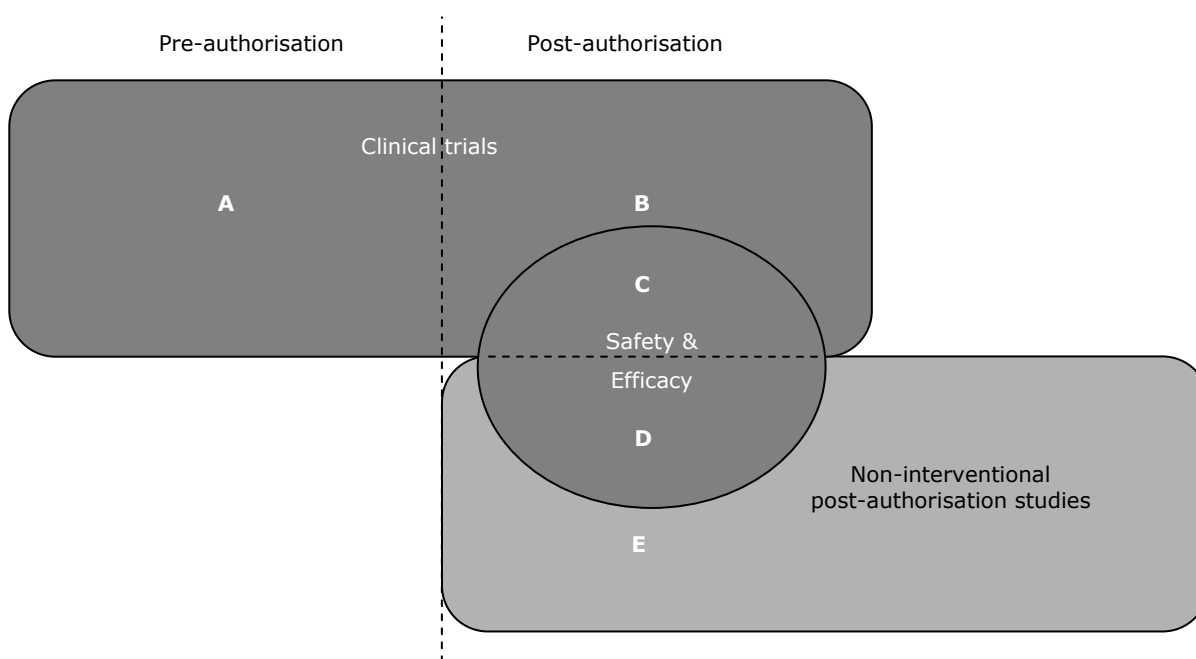 Pre-authorisation
Post-authorisation
Clinical trials
A
B
C
Safety &
Efficacy
D
Non-interventional
post-authorisation studies
E